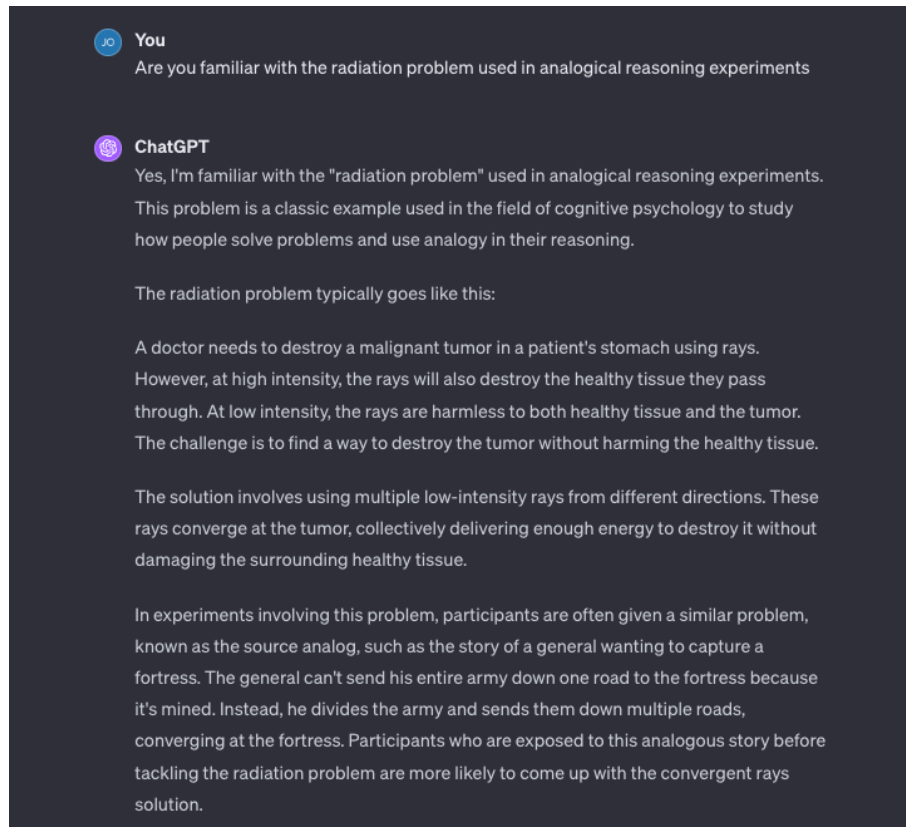 JO
You
Are you familiar with the radiation problem used in analogical reasoning experiments
ChatGPT
Yes, I'm familiar with the "radiation problem" used in analogical reasoning experiments.
This problem is a classic example used in the field of cognitive psychology to study
how people solve problems and use analogy in their reasoning.
The radiation problem typically goes like this:
A doctor needs to destroy a malignant tumor in a patient's stomach using rays.
However, at high intensity, the rays will also destroy the healthy tissue they pass
through. At low intensity, the rays are harmless to both healthy tissue and the tumor.
The challenge is to find a way to destroy the tumor without harming the healthy tissue.
The solution involves using multiple low-intensity rays from different directions. These
rays converge at the tumor, collectively delivering enough energy to destroy it without
damaging the surrounding healthy tissue.
In experiments involving this problem, participants are often given a similar problem,
known as the source analog, such as the story of a general wanting to capture a
fortress. The general can't send his entire army down one road to the fortress because
it's mined. Instead, he divides the army and sends them down multiple roads,
converging at the fortress. Participants who are exposed to this analogous story before
tackling the radiation problem are more likely to come up with the convergent rays
solution.